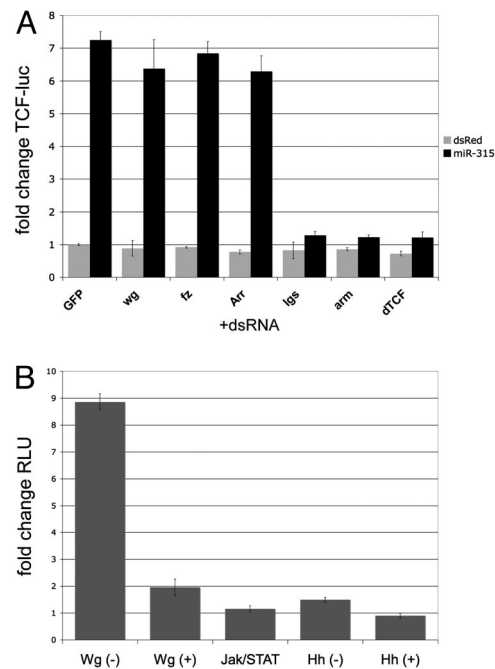 A
fold change TCF-luc
8
7
6
5
4
3
2
1
0
GFP wg fz Arr lgs arm dTCF
+dsRNA
dsRed
miR-315
B
fold change RLU
10
9
8
7
6
5
4
3
2
1
0
Wg (-) Wg (+) Jak/STAT Hh (-) Hh (+)